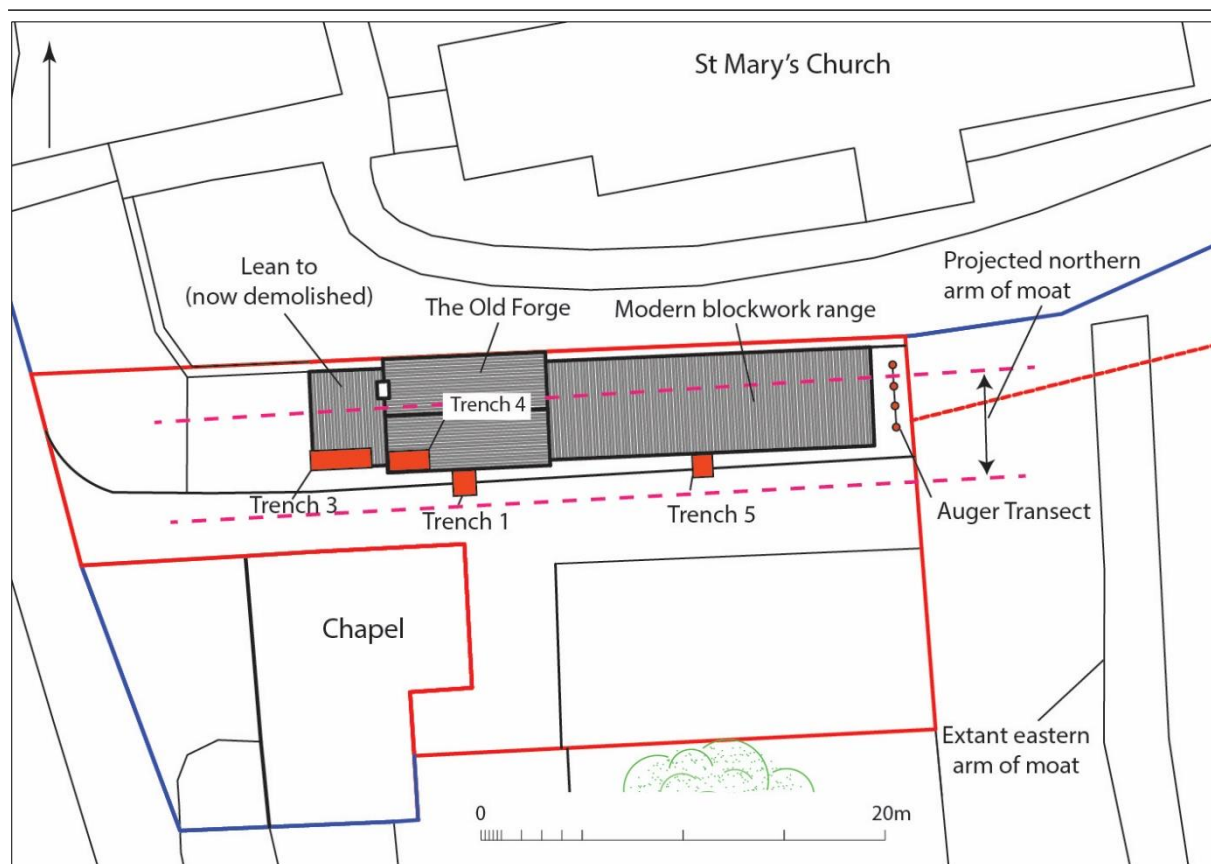 St Mary's Church
Projected northern
arm of moat
Lean to
(now demolished)
The Old Forge
Modern blockwork range
Trench 4
Trench 3
Trench 1
Trench 5
Auger Transect
Chapel
Extant eastern
arm of moat
0
20m